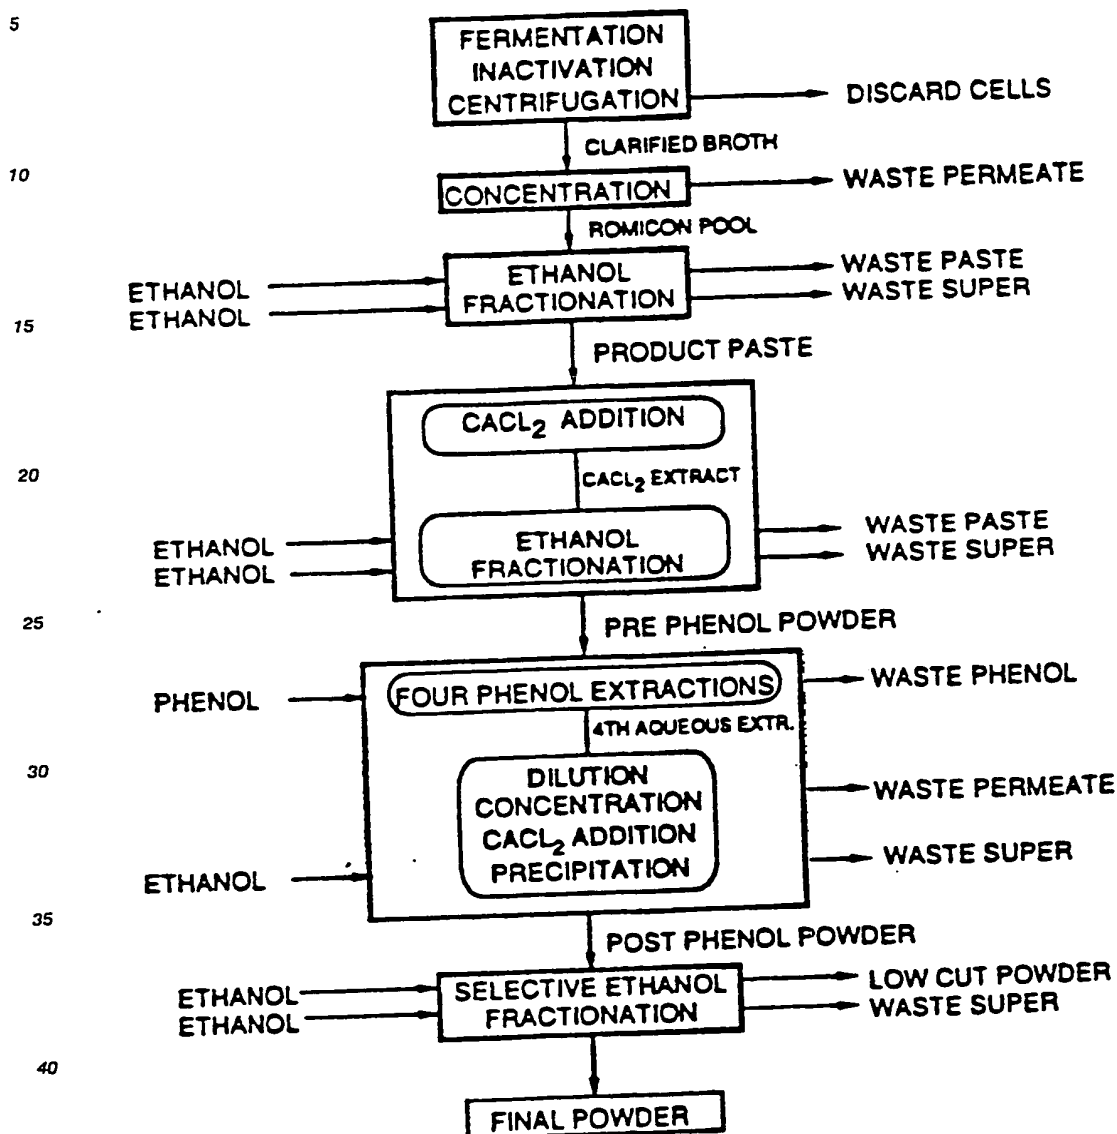 5
FERMENTATION
INACTIVATION
CENTRIFUGATION
DISCARD CELLS
CLARIFIED BROTH
10
CONCENTRATION
WASTE PERMEATE
ROMICON POOL
ETHANOL
ETHANOL
ETHANOL
FRACTIONATION
WASTE PASTE
WASTE SUPER
15
PRODUCT PASTE
CACL2 ADDITION
20
CACL2 EXTRACT
ETHANOL
ETHANOL
ETHANOL
FRACTIONATION
WASTE PASTE
WASTE SUPER
25
PRE PHENOL POWDER
PHENOL
FOUR PHENOL EXTRACTIONS
WASTE PHENOL
4TH AQUEOUS EXTR.
30
DILUTION
CONCENTRATION
CACL2 ADDITION
PRECIPITATION
WASTE PERMEATE
WASTE SUPER
ETHANOL
35
POST PHENOL POWDER
ETHANOL
ETHANOL
SELECTIVE ETHANOL
FRACTIONATION
LOW CUT POWDER
WASTE SUPER
40
FINAL POWDER